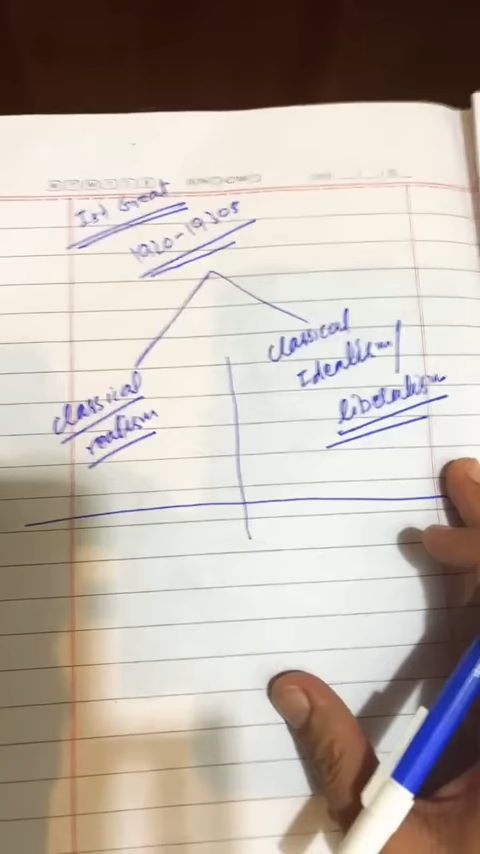 Ist Great
1920-1930s
classical
realism
classical
Idealism/
liberalism